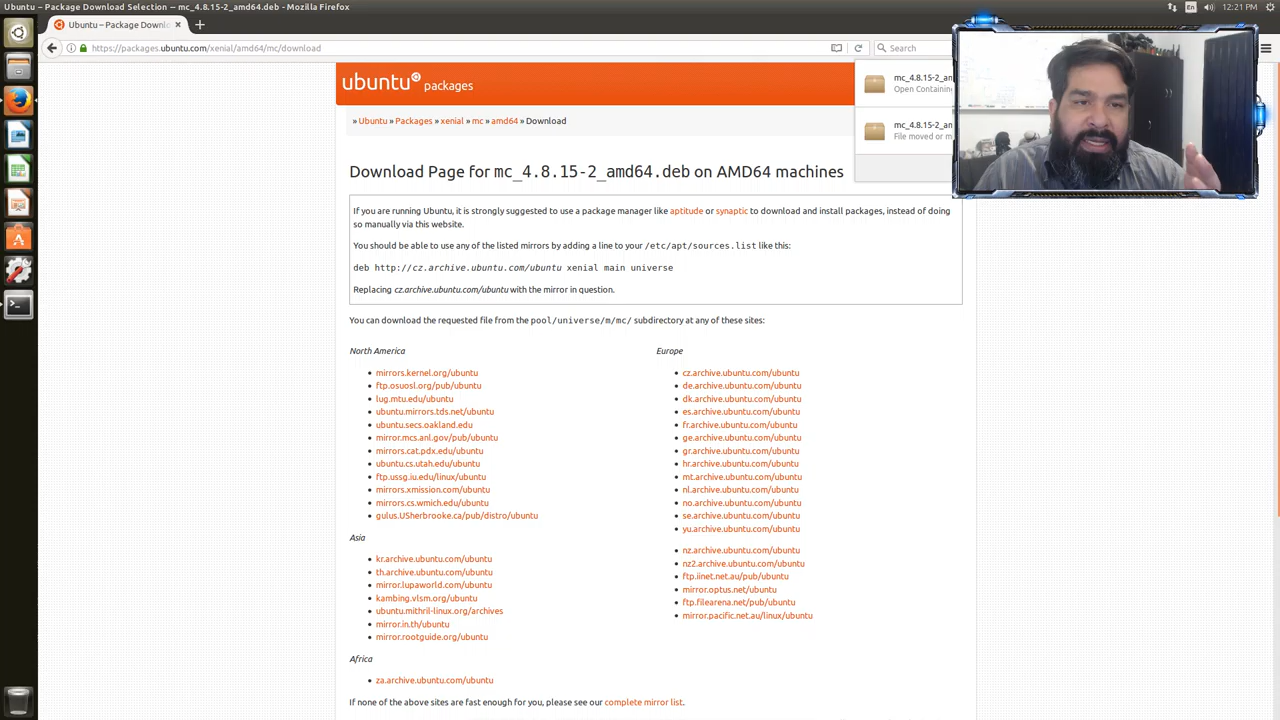 Ubuntu – Package Download Selection -- mc_4.8.15-2_amd64.deb - Mozilla Firefox
En
12:21 PM
Ubuntu – Package Downlo
https://packages.ubuntu.com/xenial/amd64/mc/download
Search
ubuntu packages
mc_4.8.15-2_am
Open Containing
mc_4.8.15-2_am
File moved or m
» Ubuntu » Packages » xenial » mc » amd64 » Download
Download Page for mc_4.8.15-2_amd64.deb on AMD64 machines
If you are running Ubuntu, it is strongly suggested to use a package manager like aptitude or synaptic to download and install packages, instead of doing
so manually via this website.
You should be able to use any of the listed mirrors by adding a line to your /etc/apt/sources.list like this:
deb http://cz.archive.ubuntu.com/ubuntu xenial main universe
Replacing cz.archive.ubuntu.com/ubuntu with the mirror in question.
You can download the requested file from the pool/universe/m/mc/ subdirectory at any of these sites:
North America
mirrors.kernel.org/ubuntu
ftp.osuosl.org/pub/ubuntu
lug.mtu.edu/ubuntu
ubuntu.mirrors.tds.net/ubuntu
ubuntu.secs.oakland.edu
mirror.mcs.anl.gov/pub/ubuntu
mirrors.cat.pdx.edu/ubuntu
ubuntu.cs.utah.edu/ubuntu
ftp.ussg.iu.edu/linux/ubuntu
mirrors.xmission.com/ubuntu
mirrors.cs.wmich.edu/ubuntu
gulus.USherbrooke.ca/pub/distro/ubuntu
Asia
kr.archive.ubuntu.com/ubuntu
th.archive.ubuntu.com/ubuntu
mirror.lupaworld.com/ubuntu
kambing.vlsm.org/ubuntu
ubuntu.mithril-linux.org/archives
mirror.in.th/ubuntu
mirror.rootguide.org/ubuntu
Africa
za.archive.ubuntu.com/ubuntu
Europe
cz.archive.ubuntu.com/ubuntu
de.archive.ubuntu.com/ubuntu
dk.archive.ubuntu.com/ubuntu
es.archive.ubuntu.com/ubuntu
fr.archive.ubuntu.com/ubuntu
ge.archive.ubuntu.com/ubuntu
gr.archive.ubuntu.com/ubuntu
hr.archive.ubuntu.com/ubuntu
mt.archive.ubuntu.com/ubuntu
nl.archive.ubuntu.com/ubuntu
no.archive.ubuntu.com/ubuntu
se.archive.ubuntu.com/ubuntu
yu.archive.ubuntu.com/ubuntu
nz.archive.ubuntu.com/ubuntu
nz2.archive.ubuntu.com/ubuntu
ftp.iinet.net.au/pub/ubuntu
mirror.optus.net/ubuntu
ftp.filearena.net/pub/ubuntu
mirror.pacific.net.au/linux/ubuntu
If none of the above sites are fast enough for you, please see our complete mirror list.